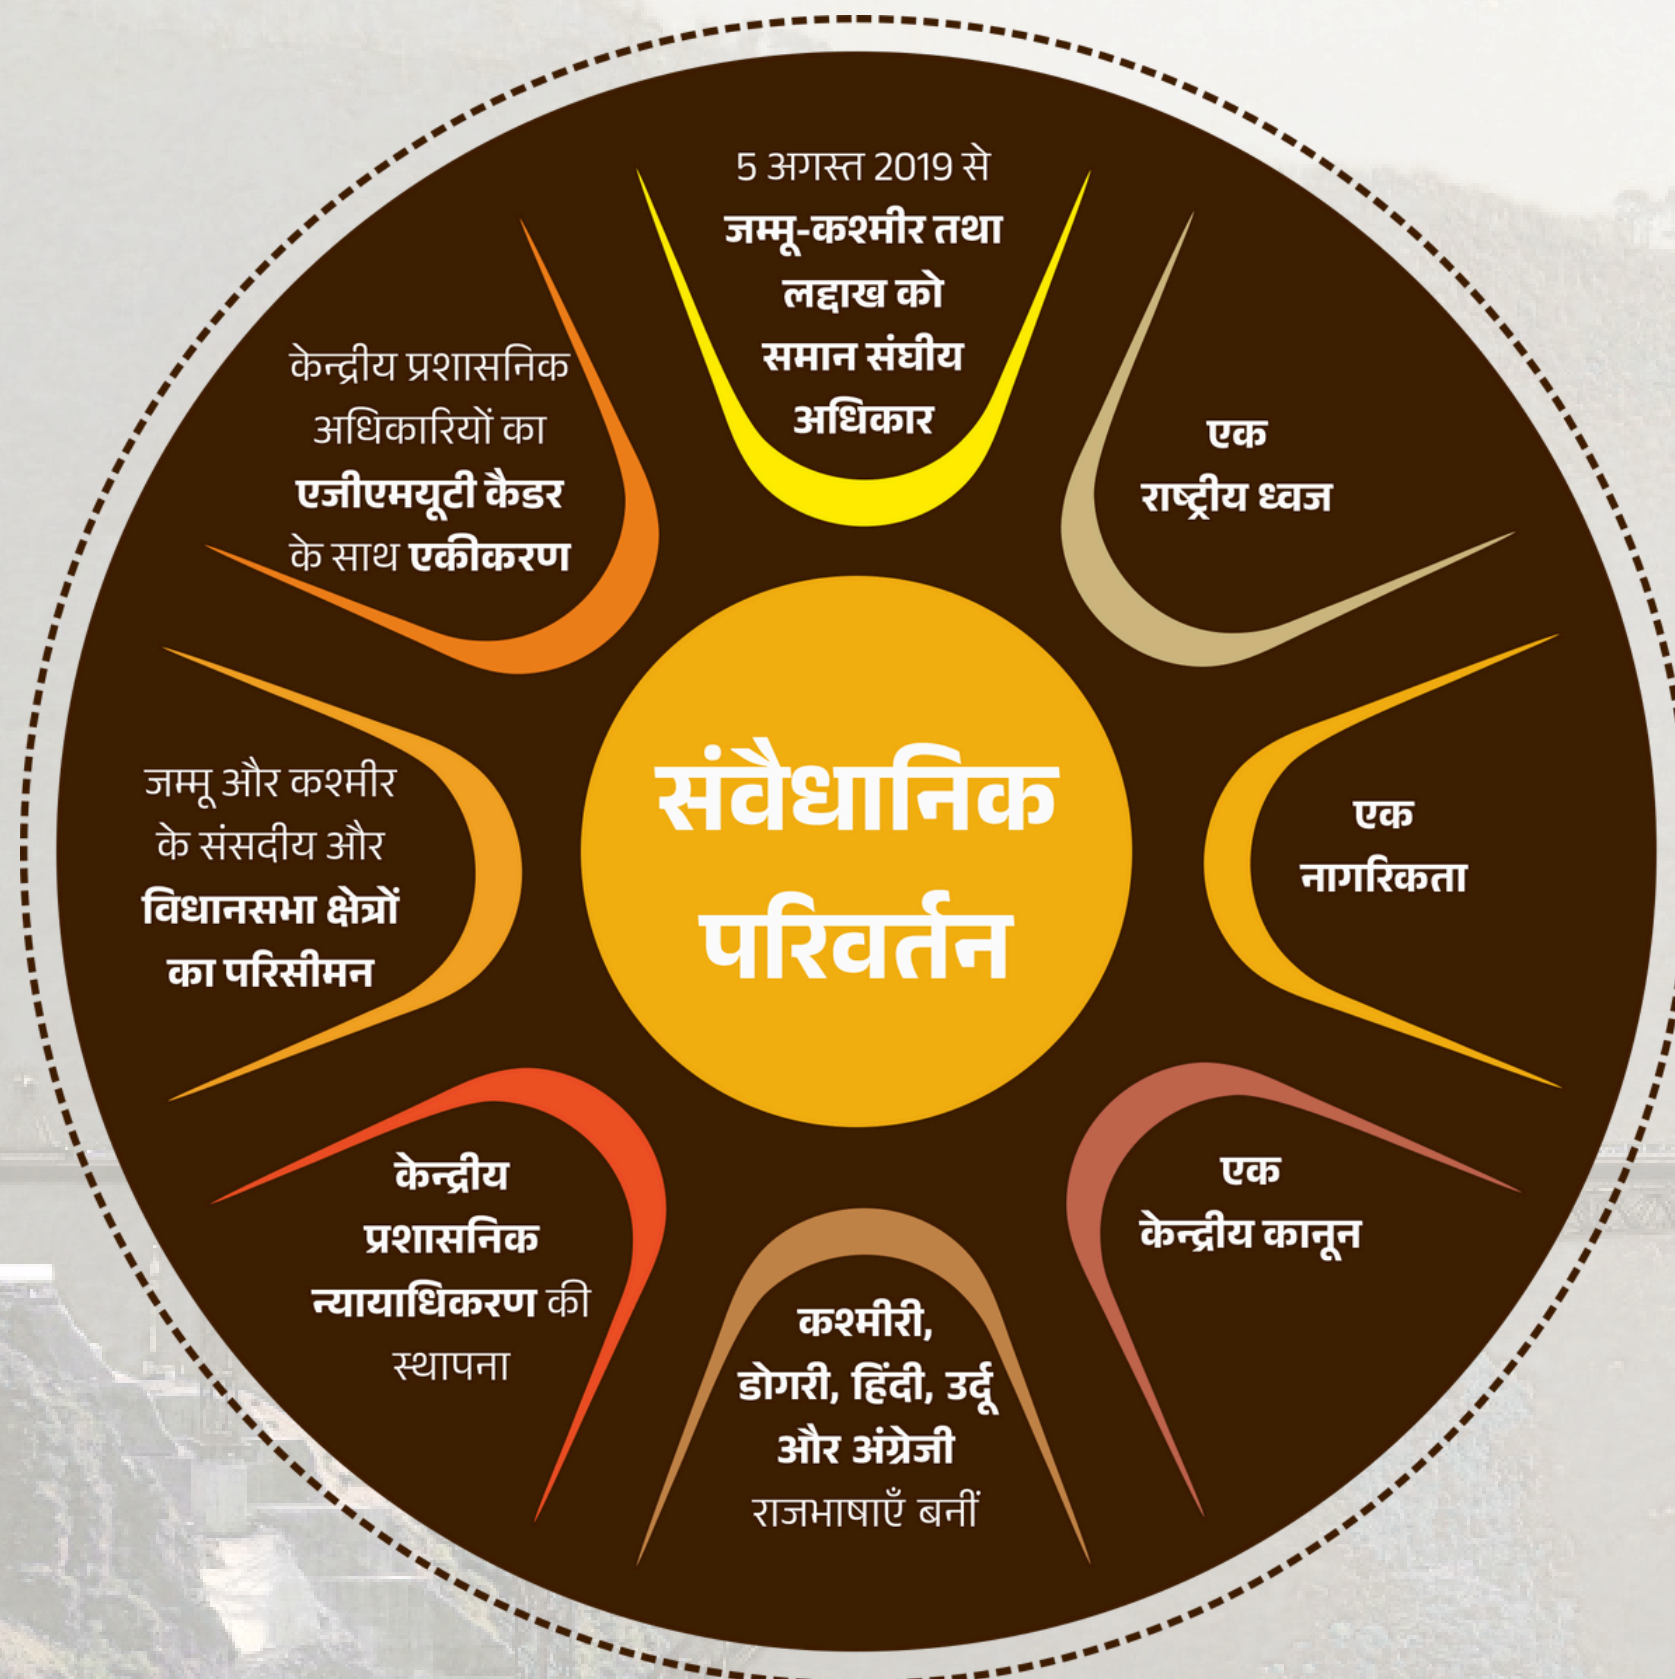 5 अगस्त 2019 से
जम्मू-कश्मीर तथा
लद्दाख को
समान संघीय
अधिकार
एक
राष्ट्रीय ध्वज
एक
नागरिकता
एक
केन्द्रीय कानून
कश्मीरी,
डोगरी, हिंदी, उर्दू
और अंग्रेजी
राजभाषाएँ बनीं
केन्द्रीय
प्रशासनिक
न्यायाधिकरण की
स्थापना
जम्मू और कश्मीर
के संसदीय और
विधानसभा क्षेत्रों
का परिसीमन
केन्द्रीय प्रशासनिक
अधिकारियों का
एजीएमयूटी कैडर
के साथ एकीकरण
संवैधानिक
परिवर्तन